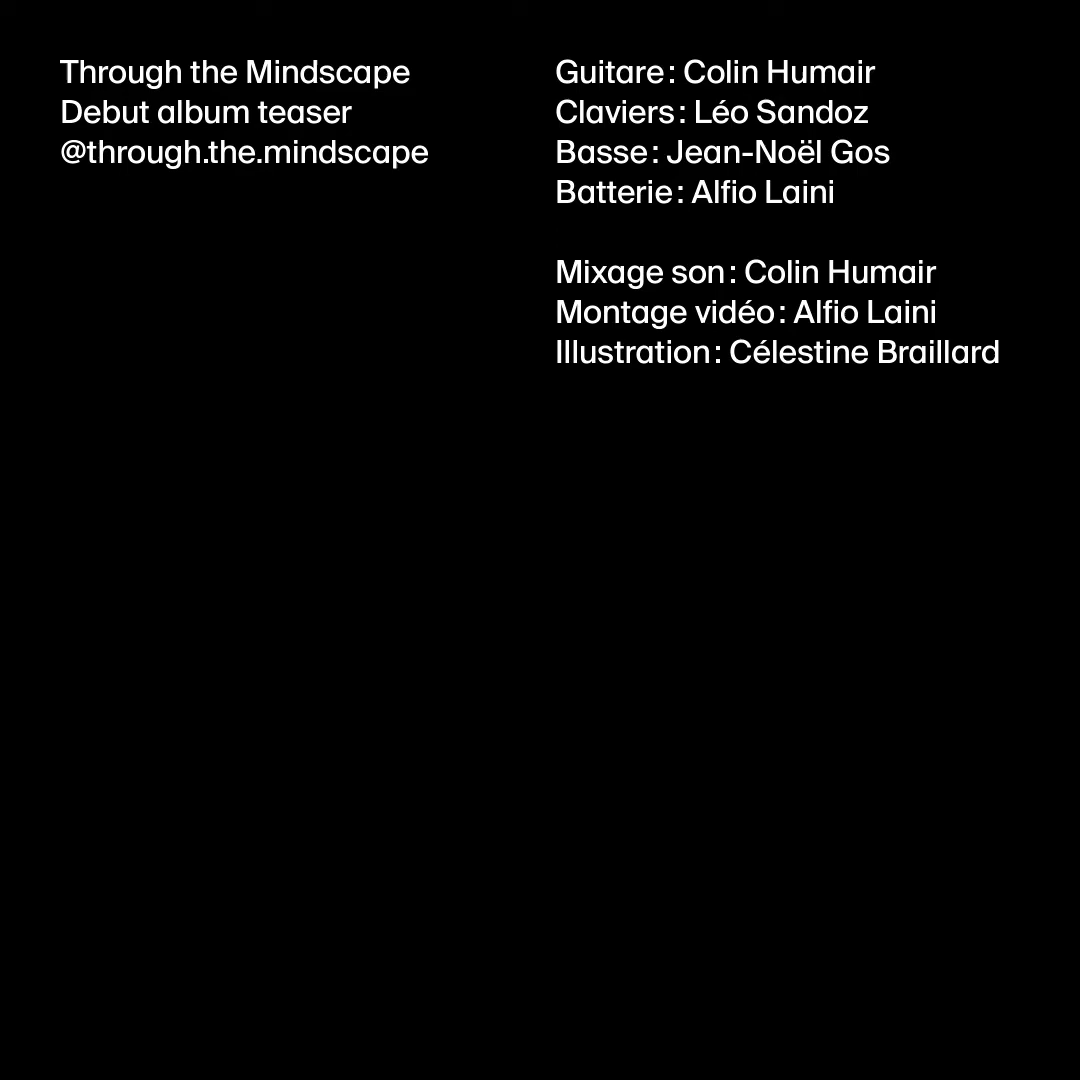 Through the Mindscape
Debut album teaser
@through.the.mindscape
Guitare : Colin Humair
Claviers : Léo Sandoz
Basse : Jean-Noël Gos
Batterie : Alfio Laini
Mixage son : Colin Humair
Montage vidéo : Alfio Laini
Illustration : Célestine Braillard